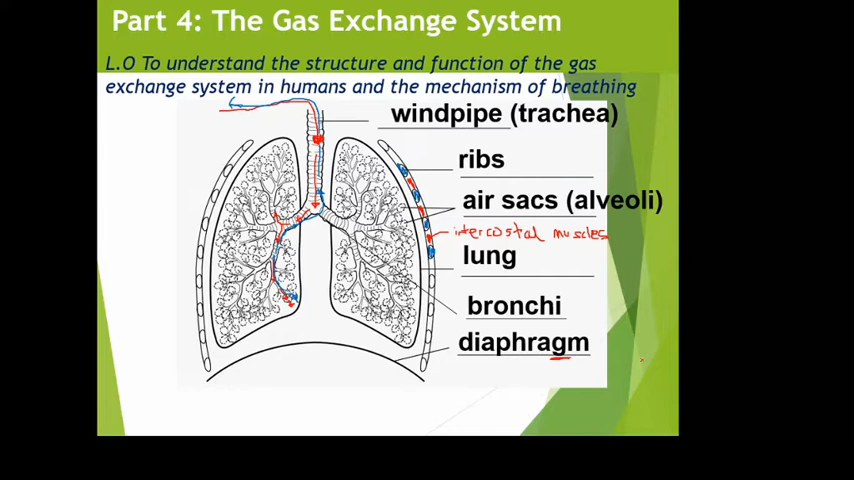 Part 4: The Gas Exchange System
L.O To understand the structure and function of the gas
exchange system in humans and the mechanism of breathing
windpipe (trachea)
ribs
air sacs (alveoli)
intercostal muscles
lung
bronchi
diaphragm